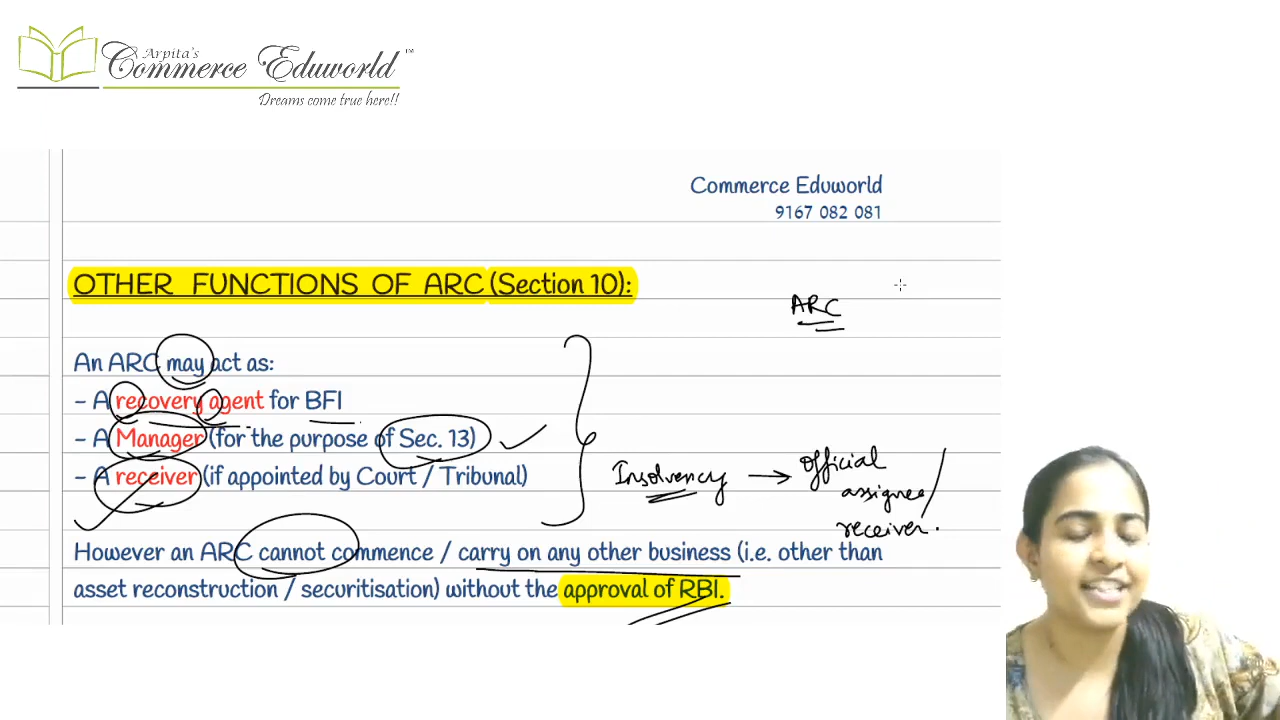 Arpita's
Commerce Eduworld™
Dreams come true here!!
Commerce Eduworld
9167 082 081
OTHER FUNCTIONS OF ARC (Section 10):
ARC
An ARC may act as:
- A recovery agent for BFI
- A Manager (for the purpose of Sec. 13)
- A receiver (if appointed by Court / Tribunal)
Insolvency → official
assignee/
receiver.
However an ARC cannot commence / carry on any other business (i.e. other than
asset reconstruction / securitisation) without the approval of RBI.